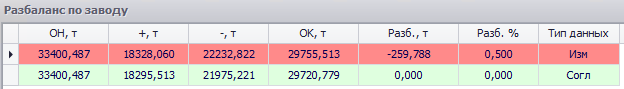 Разбаланс по заводу
ОН, т +, т -, т ОК, т Разб., т Разб. % Тип данных
33400,487 18328,060 22232,822 29755,513 -259,788 0,500 Изм
33400,487 18295,513 21975,221 29720,779 0,000 0,000 Согл